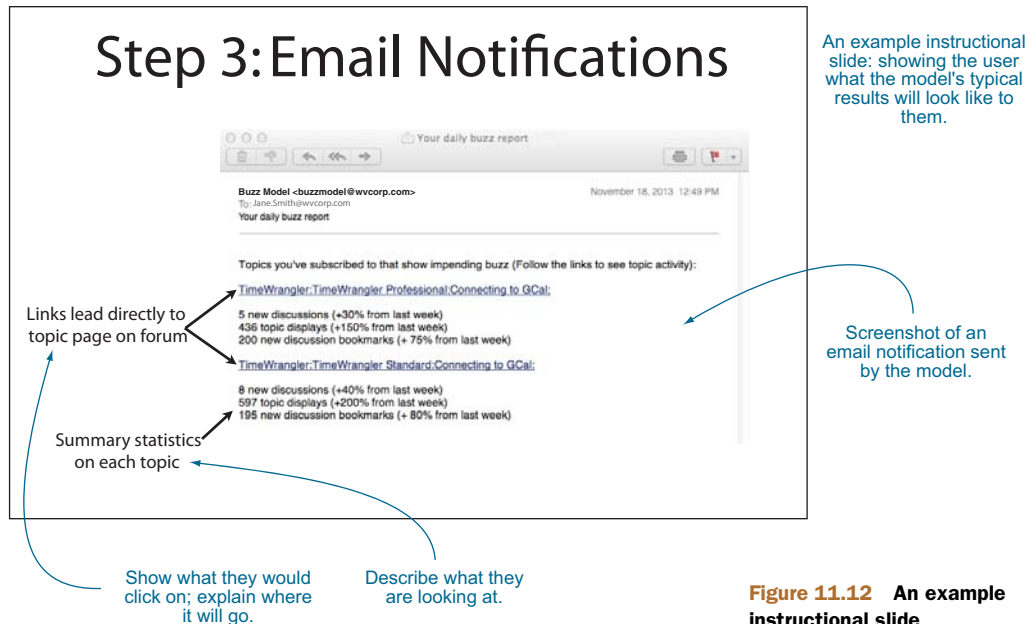 Step 3: Email Notifications
An example instructional
slide: showing the user
what the model's typical
results will look like to
them.
Your daily buzz report
Buzz Model <buzzmodel@wvcorp.com>
November 18, 2013 12:49 PM
To: Jane.Smith@wvcorp.com
Your daily buzz report
Topics you've subscribed to that show impending buzz (Follow the links to see topic activity):
TimeWrangler:TimeWrangler Professional:Connecting to GCal:
5 new discussions (+30% from last week)
436 topic displays (+150% from last week)
200 new discussion bookmarks (+ 75% from last week)
TimeWrangler:TimeWrangler Standard:Connecting to GCal:
8 new discussions (+40% from last week)
597 topic displays (+200% from last week)
195 new discussion bookmarks (+ 80% from last week)
Links lead directly to
topic page on forum
Summary statistics
on each topic
Screenshot of an
email notification sent
by the model.
Show what they would
click on; explain where
it will go.
Describe what they
are looking at.
Figure 11.12 An example
instructional slide